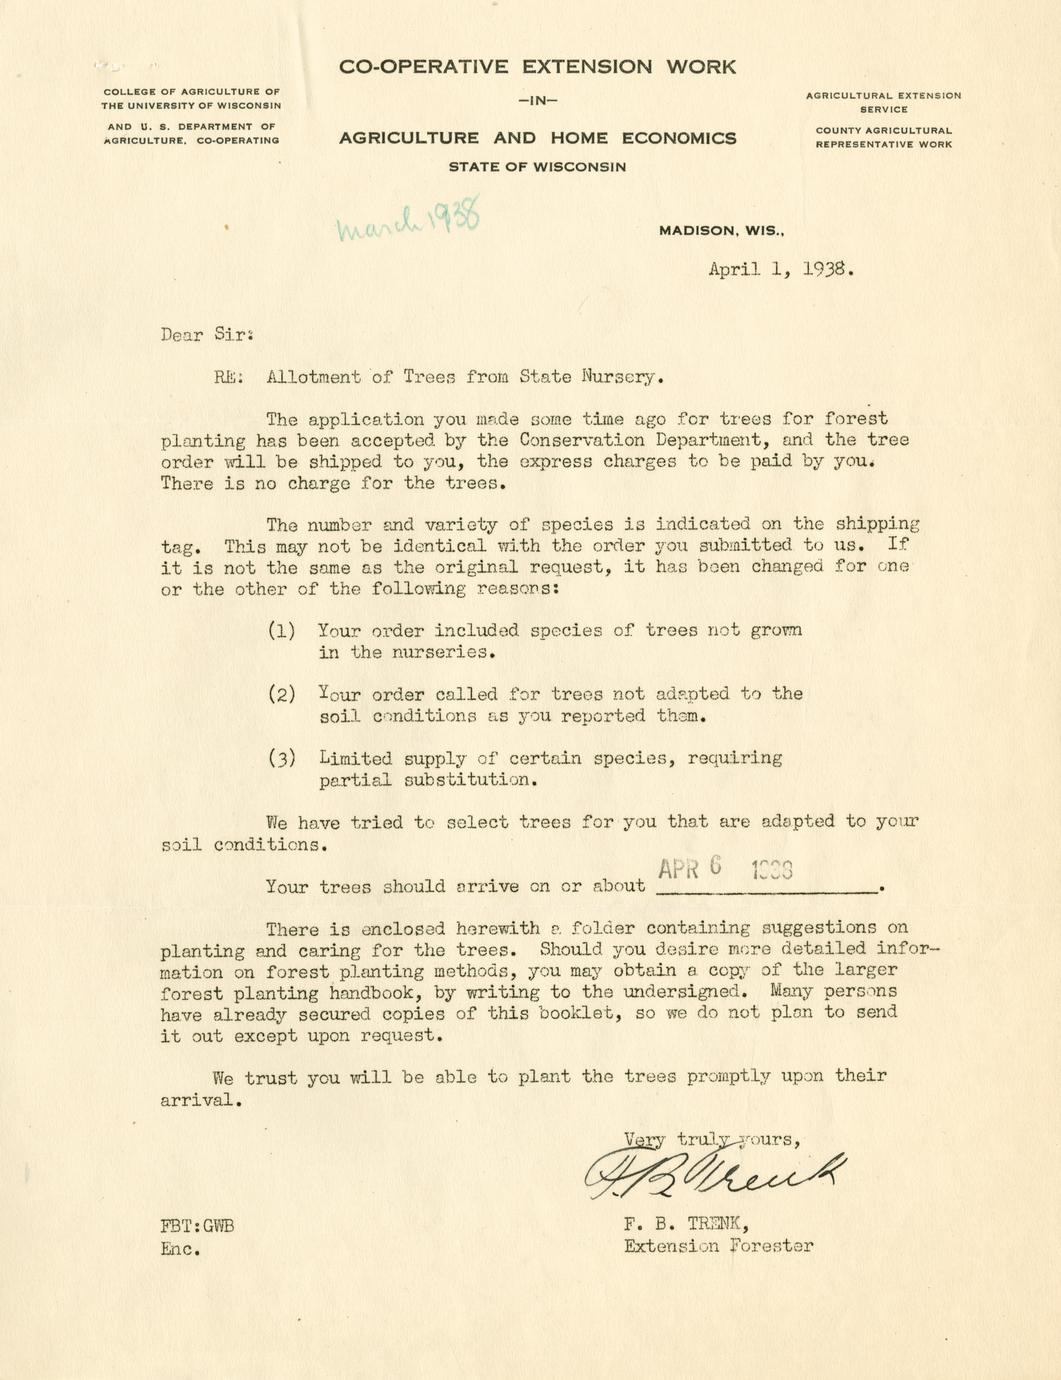 CO-OPERATIVE EXTENSION WORK
—IN—
AGRICULTURE AND HOME ECONOMICS
STATE OF WISCONSIN
COLLEGE OF AGRICULTURE OF
THE UNIVERSITY OF WISCONSIN
AND U. S. DEPARTMENT OF
AGRICULTURE, CO-OPERATING
AGRICULTURAL EXTENSION
SERVICE
COUNTY AGRICULTURAL
REPRESENTATIVE WORK
March 1938
MADISON, WIS.,
April 1, 1938.
Dear Sir:
RE: Allotment of Trees from State Nursery.
The application you made some time ago for trees for forest
planting has been accepted by the Conservation Department, and the tree
order will be shipped to you, the express charges to be paid by you.
There is no charge for the trees.
The number and variety of species is indicated on the shipping
tag. This may not be identical with the order you submitted to us. If
it is not the same as the original request, it has been changed for one
or the other of the following reasons:
(1) Your order included species of trees not grown
in the nurseries.
(2) Your order called for trees not adapted to the
soil conditions as you reported them.
(3) Limited supply of certain species, requiring
partial substitution.
We have tried to select trees for you that are adapted to your
soil conditions.
APR 6 1938
Your trees should arrive on or about ____________.
There is enclosed herewith a folder containing suggestions on
planting and caring for the trees. Should you desire more detailed infor-
mation on forest planting methods, you may obtain a copy of the larger
forest planting handbook, by writing to the undersigned. Many persons
have already secured copies of this booklet, so we do not plan to send
it out except upon request.
We trust you will be able to plant the trees promptly upon their
arrival.
Very truly yours,
F. B. Trenk
FBT:GWB
Enc.
F. B. TRENK,
Extension Forester